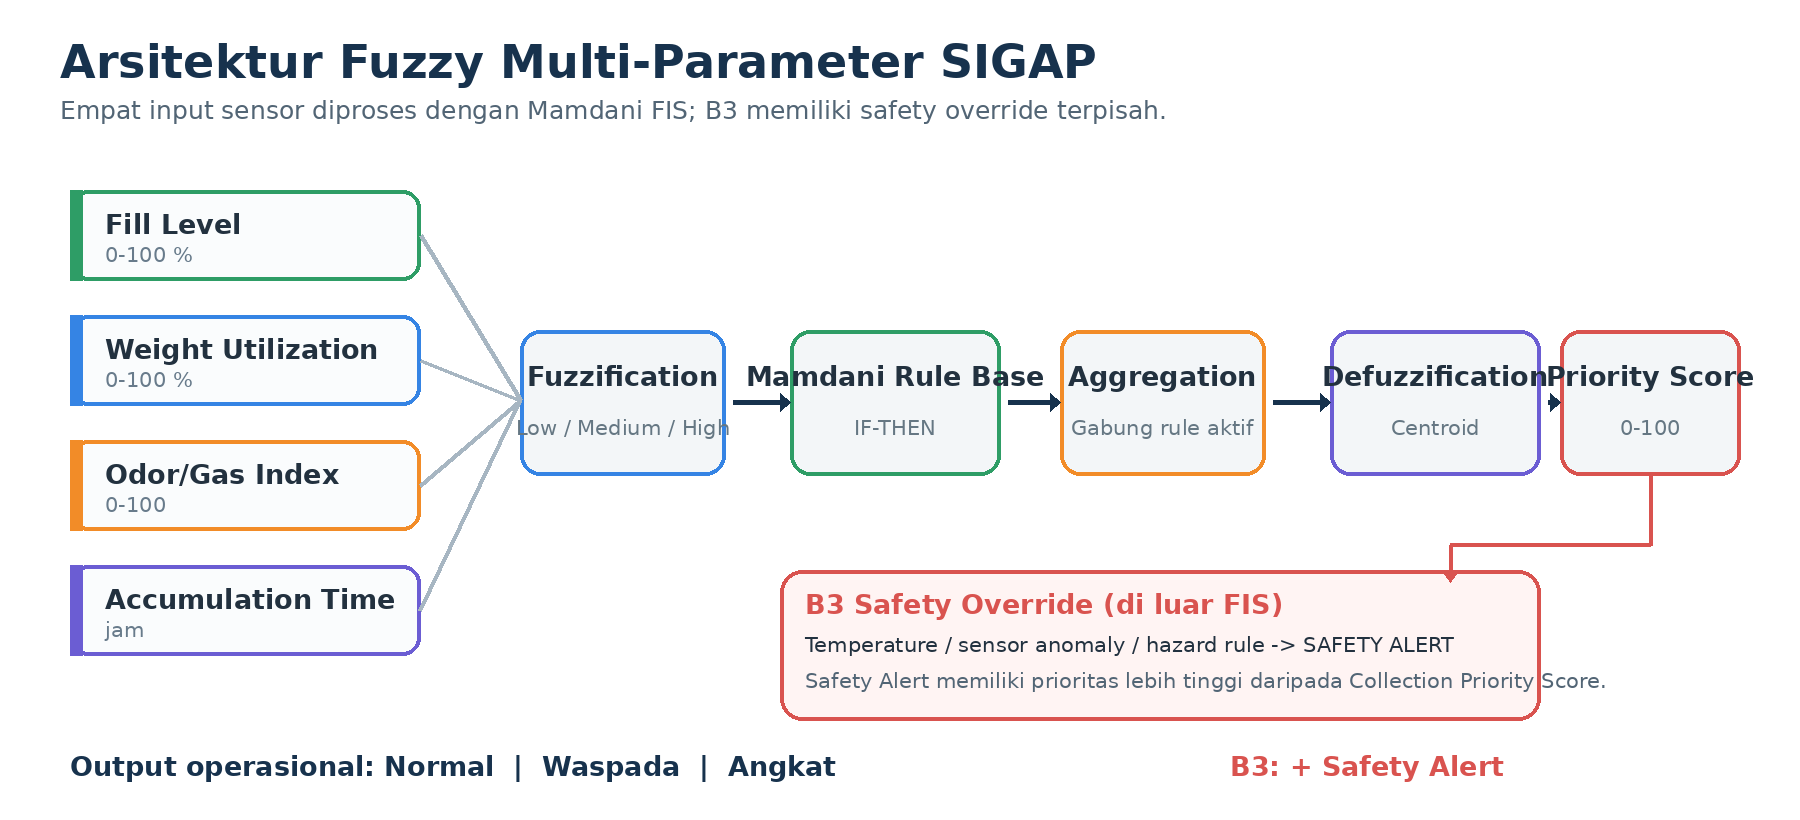 Arsitektur Fuzzy Multi-Parameter SIGAP
Empat input sensor diproses dengan Mamdani FIS; B3 memiliki safety override terpisah.
Fill Level
0-100 %
Weight Utilization
0-100 %
Odor/Gas Index
0-100
Accumulation Time
jam
Fuzzification
Low / Medium / High
Mamdani Rule Base
IF-THEN
Aggregation
Gabung rule aktif
Defuzzification
Centroid
Priority Score
0-100
B3 Safety Override (di luar FIS)
Temperature / sensor anomaly / hazard rule -> SAFETY ALERT
Safety Alert memiliki prioritas lebih tinggi daripada Collection Priority Score.
Output operasional: Normal | Waspada | Angkat
B3: + Safety Alert